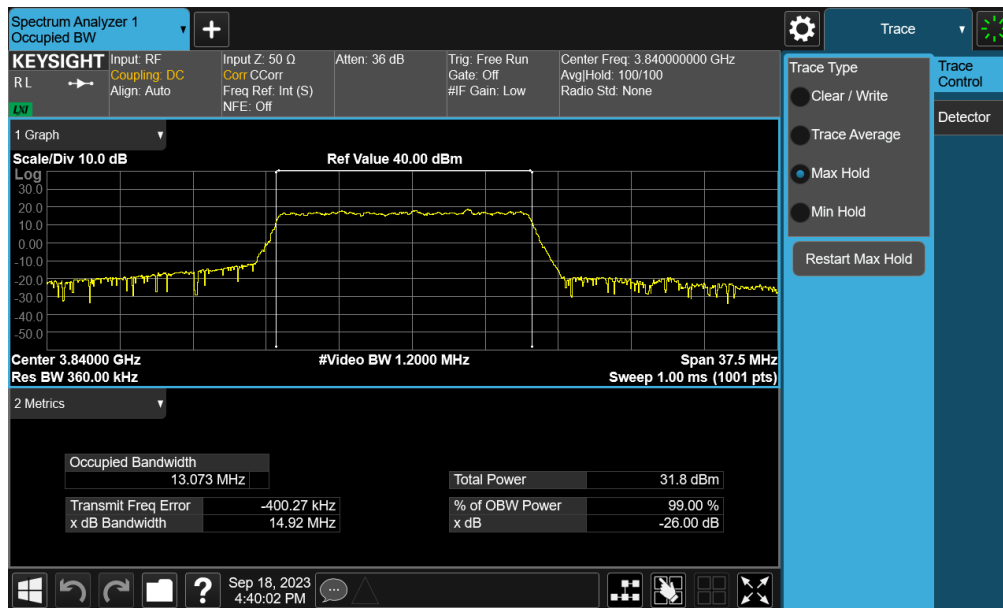 Spectrum Analyzer 1
Occupied BW
+
Trace
KEYSIGHT
R L
LXI
Input: RF
Coupling: DC
Align: Auto
Input Z: 50 Ω
Corr CCorr
Freq Ref: Int (S)
NFE: Off
Atten: 36 dB
Trig: Free Run
Gate: Off
#IF Gain: Low
Center Freq: 3.840000000 GHz
Avg|Hold: 100/100
Radio Std: None
Trace Type
Clear / Write
Trace Average
Max Hold
Min Hold
Restart Max Hold
Trace
Control
Detector
1 Graph
Scale/Div 10.0 dB
Ref Value 40.00 dBm
Log
30.0
20.0
10.0
0.00
-10.0
-20.0
-30.0
-40.0
-50.0
Center 3.84000 GHz
#Video BW 1.2000 MHz
Span 37.5 MHz
Res BW 360.00 kHz
Sweep 1.00 ms (1001 pts)
2 Metrics
Occupied Bandwidth
13.073 MHz
Total Power 31.8 dBm
Transmit Freq Error -400.27 kHz
% of OBW Power 99.00 %
x dB Bandwidth 14.92 MHz
x dB -26.00 dB
?
Sep 18, 2023
4:40:02 PM